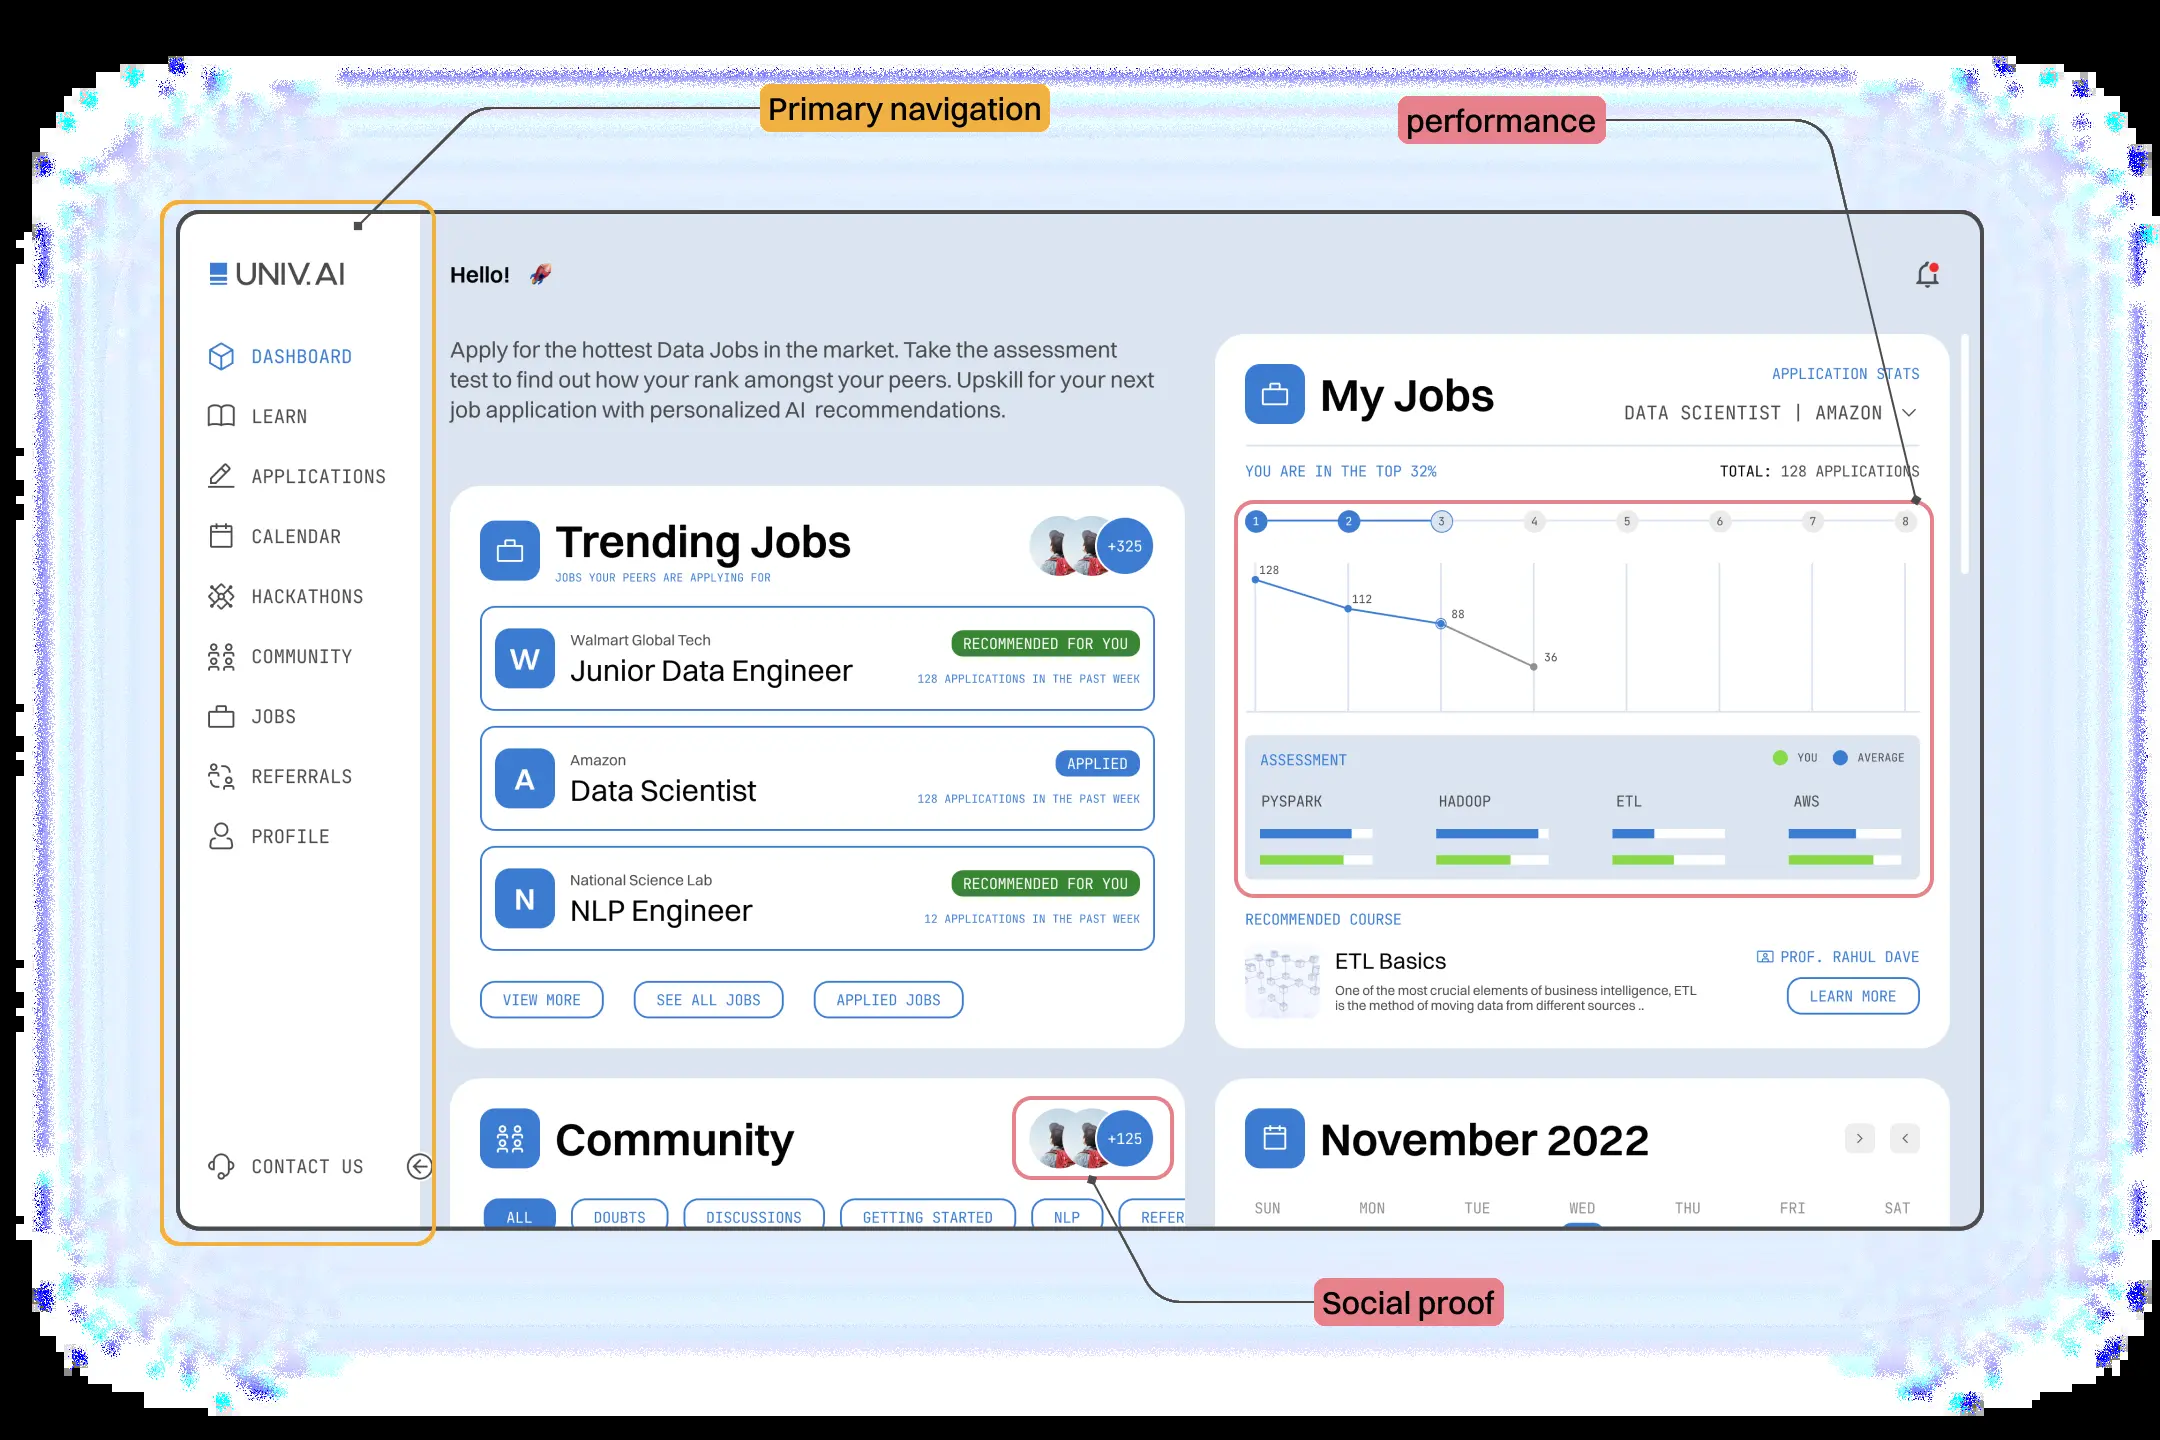 Primary navigation
performance
UNIV.AI
DASHBOARD
LEARN
APPLICATIONS
CALENDAR
HACKATHONS
COMMUNITY
JOBS
REFERRALS
PROFILE
CONTACT US
Hello!
Apply for the hottest Data Jobs in the market. Take the assessment
test to find out how your rank amongst your peers. Upskill for your next
job application with personalized AI recommendations.
Trending Jobs
JOBS YOUR PEERS ARE APPLYING FOR
+325
W
Walmart Global Tech
Junior Data Engineer
RECOMMENDED FOR YOU
128 APPLICATIONS IN THE PAST WEEK
A
Amazon
Data Scientist
APPLIED
128 APPLICATIONS IN THE PAST WEEK
N
National Science Lab
NLP Engineer
RECOMMENDED FOR YOU
12 APPLICATIONS IN THE PAST WEEK
VIEW MORE
SEE ALL JOBS
APPLIED JOBS
My Jobs
APPLICATION STATS
DATA SCIENTIST | AMAZON
YOU ARE IN THE TOP 32%
TOTAL: 128 APPLICATIONS
1 2 3 4 5 6 7 8
128
112
88
36
ASSESSMENT
YOU
AVERAGE
PYSPARK
HADOOP
ETL
AWS
RECOMMENDED COURSE
ETL Basics
One of the most crucial elements of business intelligence, ETL
is the method of moving data from different sources ..
PROF. RAHUL DAVE
LEARN MORE
Community
+125
ALL
DOUBTS
DISCUSSIONS
GETTING STARTED
NLP
REFER
November 2022
> <
SUN MON TUE WED THU FRI SAT
Social proof